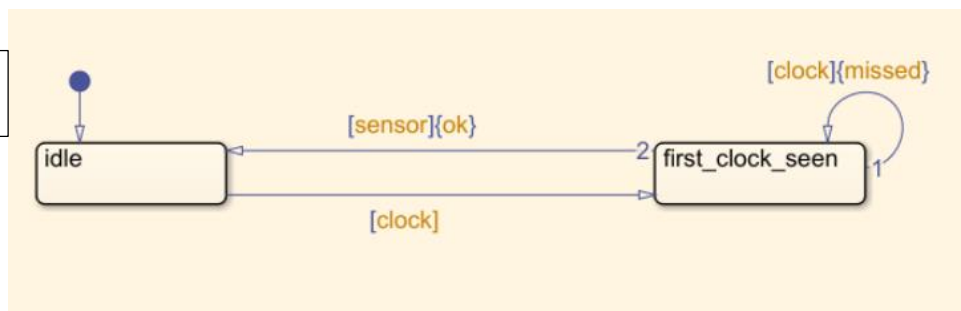 [clock]{missed}
[sensor]{ok}
idle
2
first_clock_seen
1
[clock]